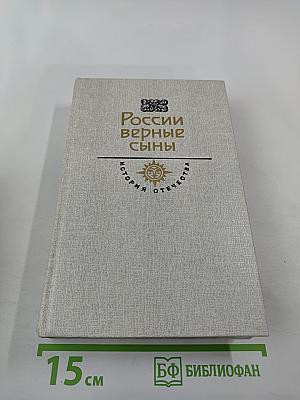 России
верные
сыны
ИСТОРИЯ ОТЕЧЕСТВА
15 см
БФ БИБЛИОФАН